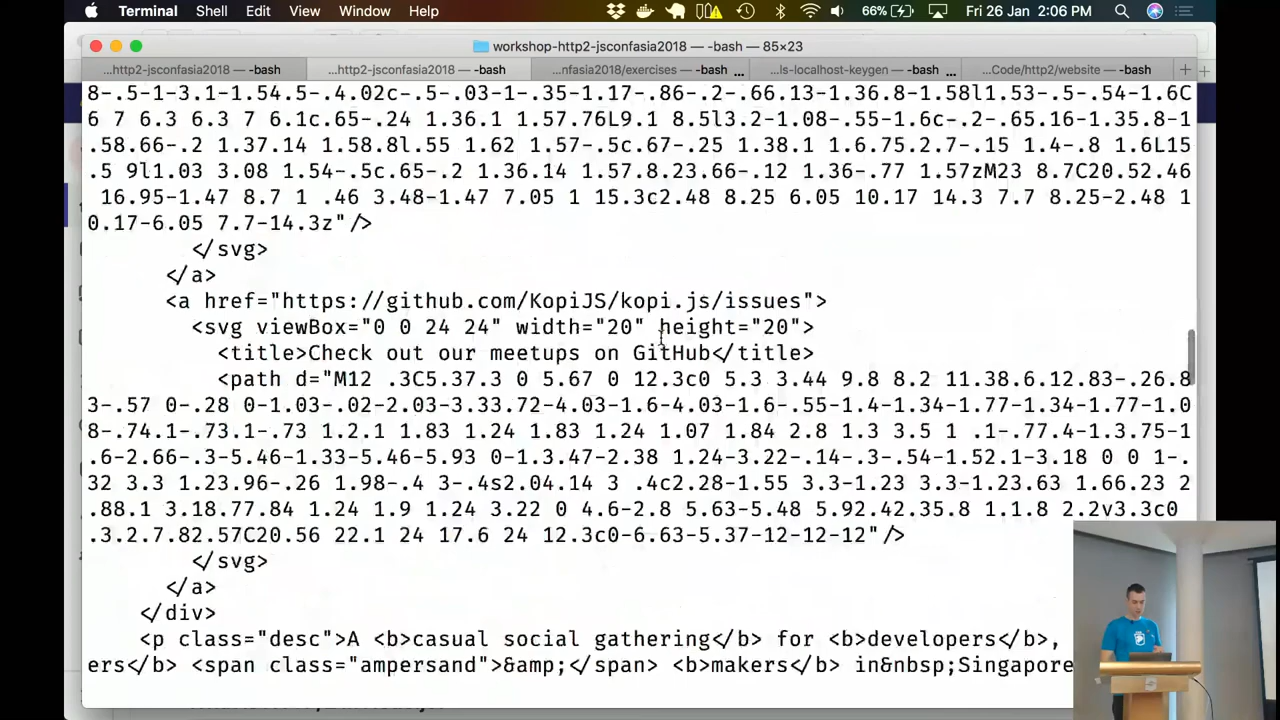 Terminal Shell Edit View Window Help 66% Fri 26 Jan 2:06 PM
workshop-http2-jsconfasia2018 — -bash — 85×23
...http2-jsconfasia2018 — -bash ...http2-jsconfasia2018 — -bash ...nfasia2018/exercises — -bash ... ...ls-localhost-keygen — -bash ... ...Code/http2/website — -bash +
8-.5-1-3.1-1.54.5-.4.02c-.5-.03-1-.35-1.17-.86-.2-.66.13-1.36.8-1.58l1.53-.5-.54-1.6C
6 7 6.3 6.3 7 6.1c.65-.24 1.36.1 1.57.76L9.1 8.5l3.2-1.08-.55-1.6c-.2-.65.16-1.35.8-1
.58.66-.2 1.37.14 1.58.8l.55 1.62 1.57-.5c.67-.25 1.38.1 1.6.75.2.7-.15 1.4-.8 1.6L15
.5 9l1.03 3.08 1.54-.5c.65-.2 1.36.14 1.57.8.23.66-.12 1.36-.77 1.57zM23 8.7C20.52.46
16.95-1.47 8.7 1 .46 3.48-1.47 7.05 1 15.3c2.48 8.25 6.05 10.17 14.3 7.7 8.25-2.48 1
0.17-6.05 7.7-14.3z"/>
</svg>
</a>
<a href="https://github.com/KopiJS/kopi.js/issues">
<svg viewBox="0 0 24 24" width="20" height="20">
<title>Check out our meetups on GitHub</title>
<path d="M12 .3C5.37.3 0 5.67 0 12.3c0 5.3 3.44 9.8 8.2 11.38.6.12.83-.26.8
3-.57 0-.28 0-1.03-.02-2.03-3.33.72-4.03-1.6-4.03-1.6-.55-1.4-1.34-1.77-1.34-1.77-1.0
8-.74.1-.73.1-.73 1.2.1 1.83 1.24 1.83 1.24 1.07 1.84 2.8 1.3 3.5 1 .1-.77.4-1.3.75-1
.6-2.66-.3-5.46-1.33-5.46-5.93 0-1.3.47-2.38 1.24-3.22-.14-.3-.54-1.52.1-3.18 0 0 1-.
32 3.3 1.23.96-.26 1.98-.4 3-.4s2.04.14 3 .4c2.28-1.55 3.3-1.23 3.3-1.23.63 1.66.23 2
.88.1 3.18.77.84 1.24 1.9 1.24 3.22 0 4.6-2.8 5.63-5.48 5.92.42.35.8 1.1.8 2.2v3.3c0
.3.2.7.82.57C20.56 22.1 24 17.6 24 12.3c0-6.63-5.37-12-12-12"/>
</svg>
</a>
</div>
<p class="desc">A <b>casual social gathering</b> for <b>developers</b>,
ers</b> <span class="ampersand">&amp;</span> <b>makers</b> in&nbsp;Singapore